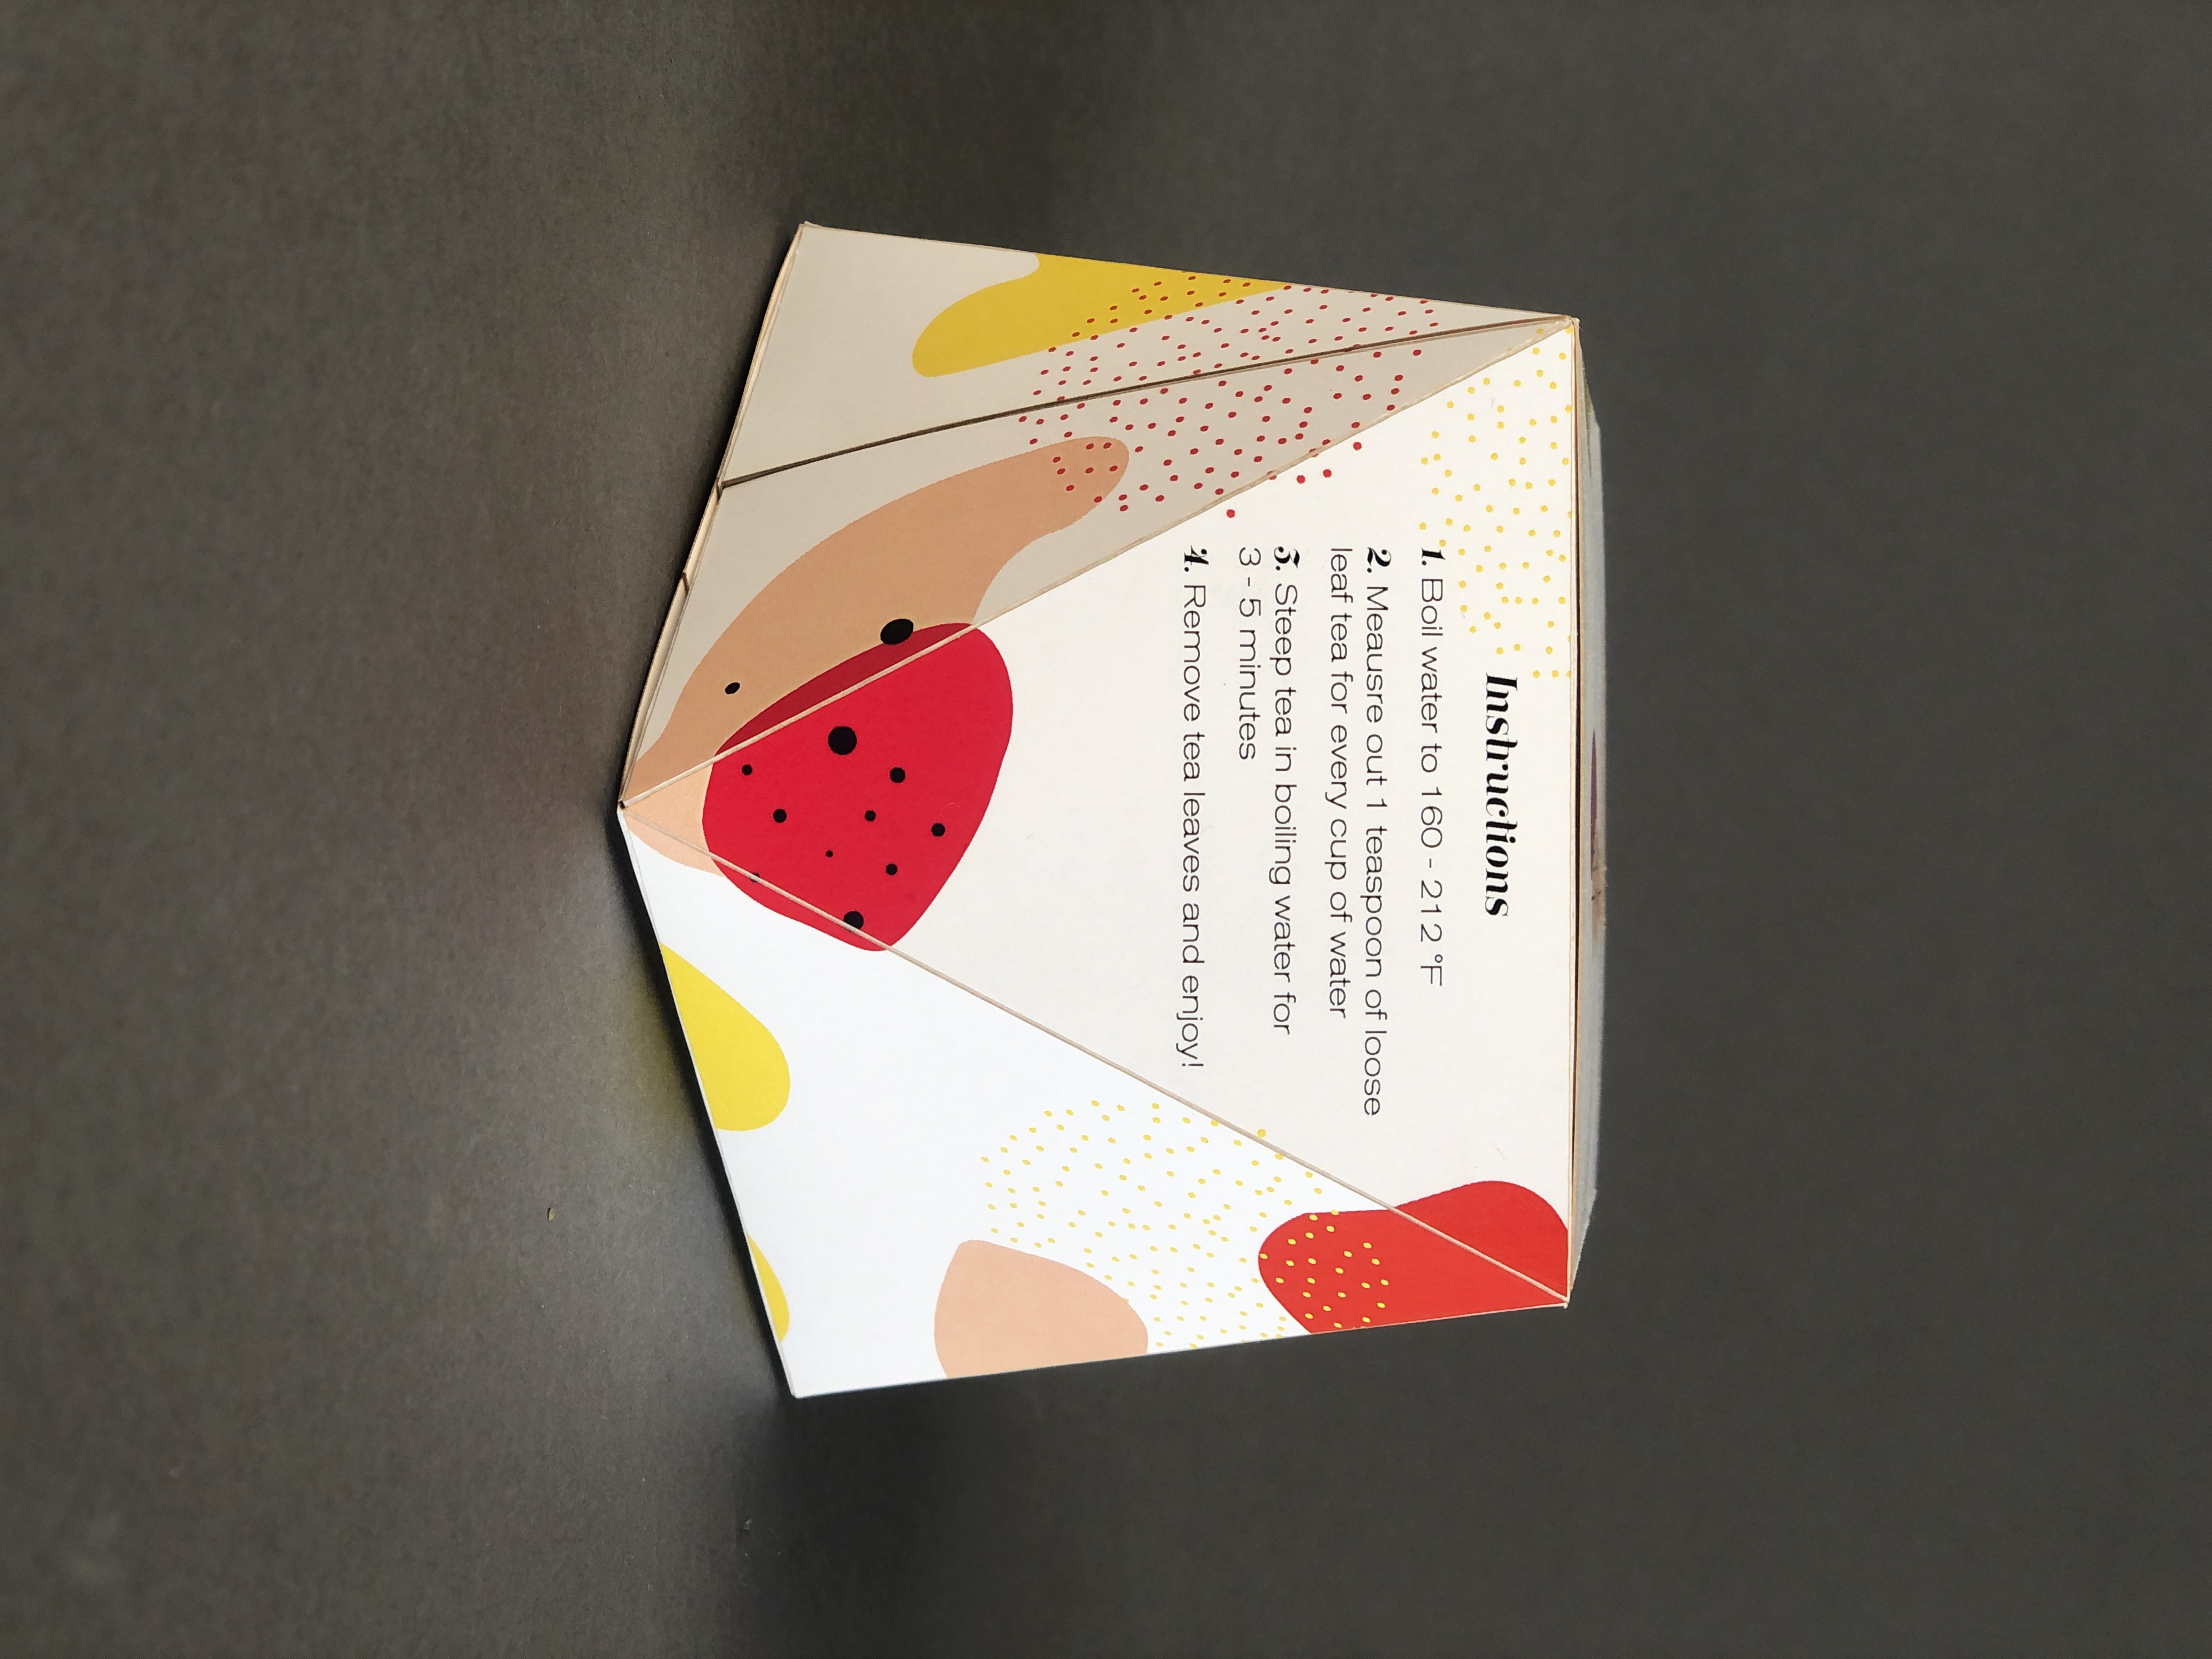 Instructions
1. Boil water to 160 - 212 °F
2. Meausre out 1 teaspoon of loose
leaf tea for every cup of water
3. Steep tea in boiling water for
3 - 5 minutes
4. Remove tea leaves and enjoy!